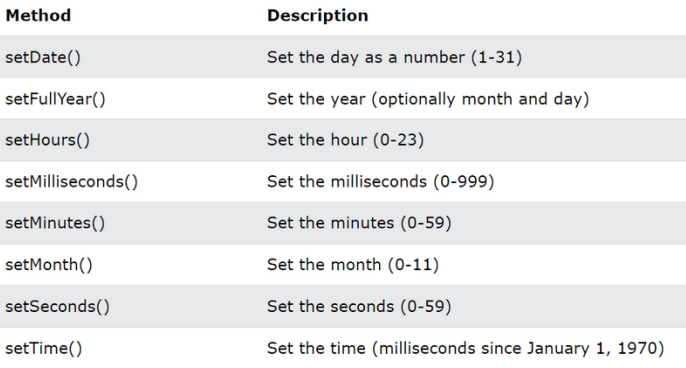 Method Description
setDate() Set the day as a number (1-31)
setFullYear() Set the year (optionally month and day)
setHours() Set the hour (0-23)
setMilliseconds() Set the milliseconds (0-999)
setMinutes() Set the minutes (0-59)
setMonth() Set the month (0-11)
setSeconds() Set the seconds (0-59)
setTime() Set the time (milliseconds since January 1, 1970)